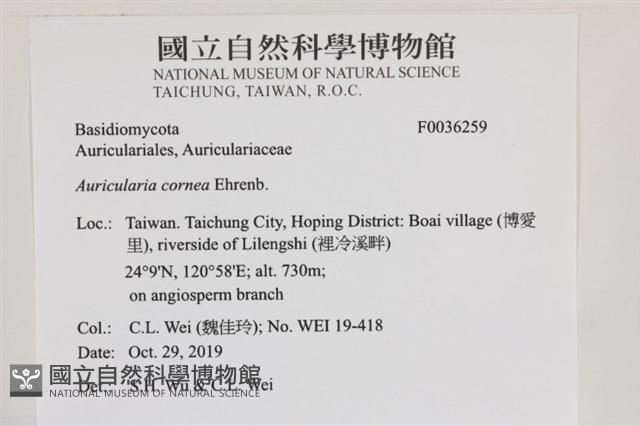 國立自然科學博物館
NATIONAL MUSEUM OF NATURAL SCIENCE
TAICHUNG, TAIWAN, R.O.C.
Basidiomycota F0036259
Auriculariales, Auriculariaceae
Auricularia cornea Ehrenb.
Loc.: Taiwan. Taichung City, Hoping District: Boai village (博愛
里), riverside of Lilengshi (裡冷溪畔)
24°9'N, 120°58'E; alt. 730m;
on angiosperm branch
Col.: C.L. Wei (魏佳玲); No. WEI 19-418
Date: Oct. 29, 2019
Det.: S.H. Wu & C.L. Wei
國立自然科學博物館
NATIONAL MUSEUM OF NATURAL SCIENCE